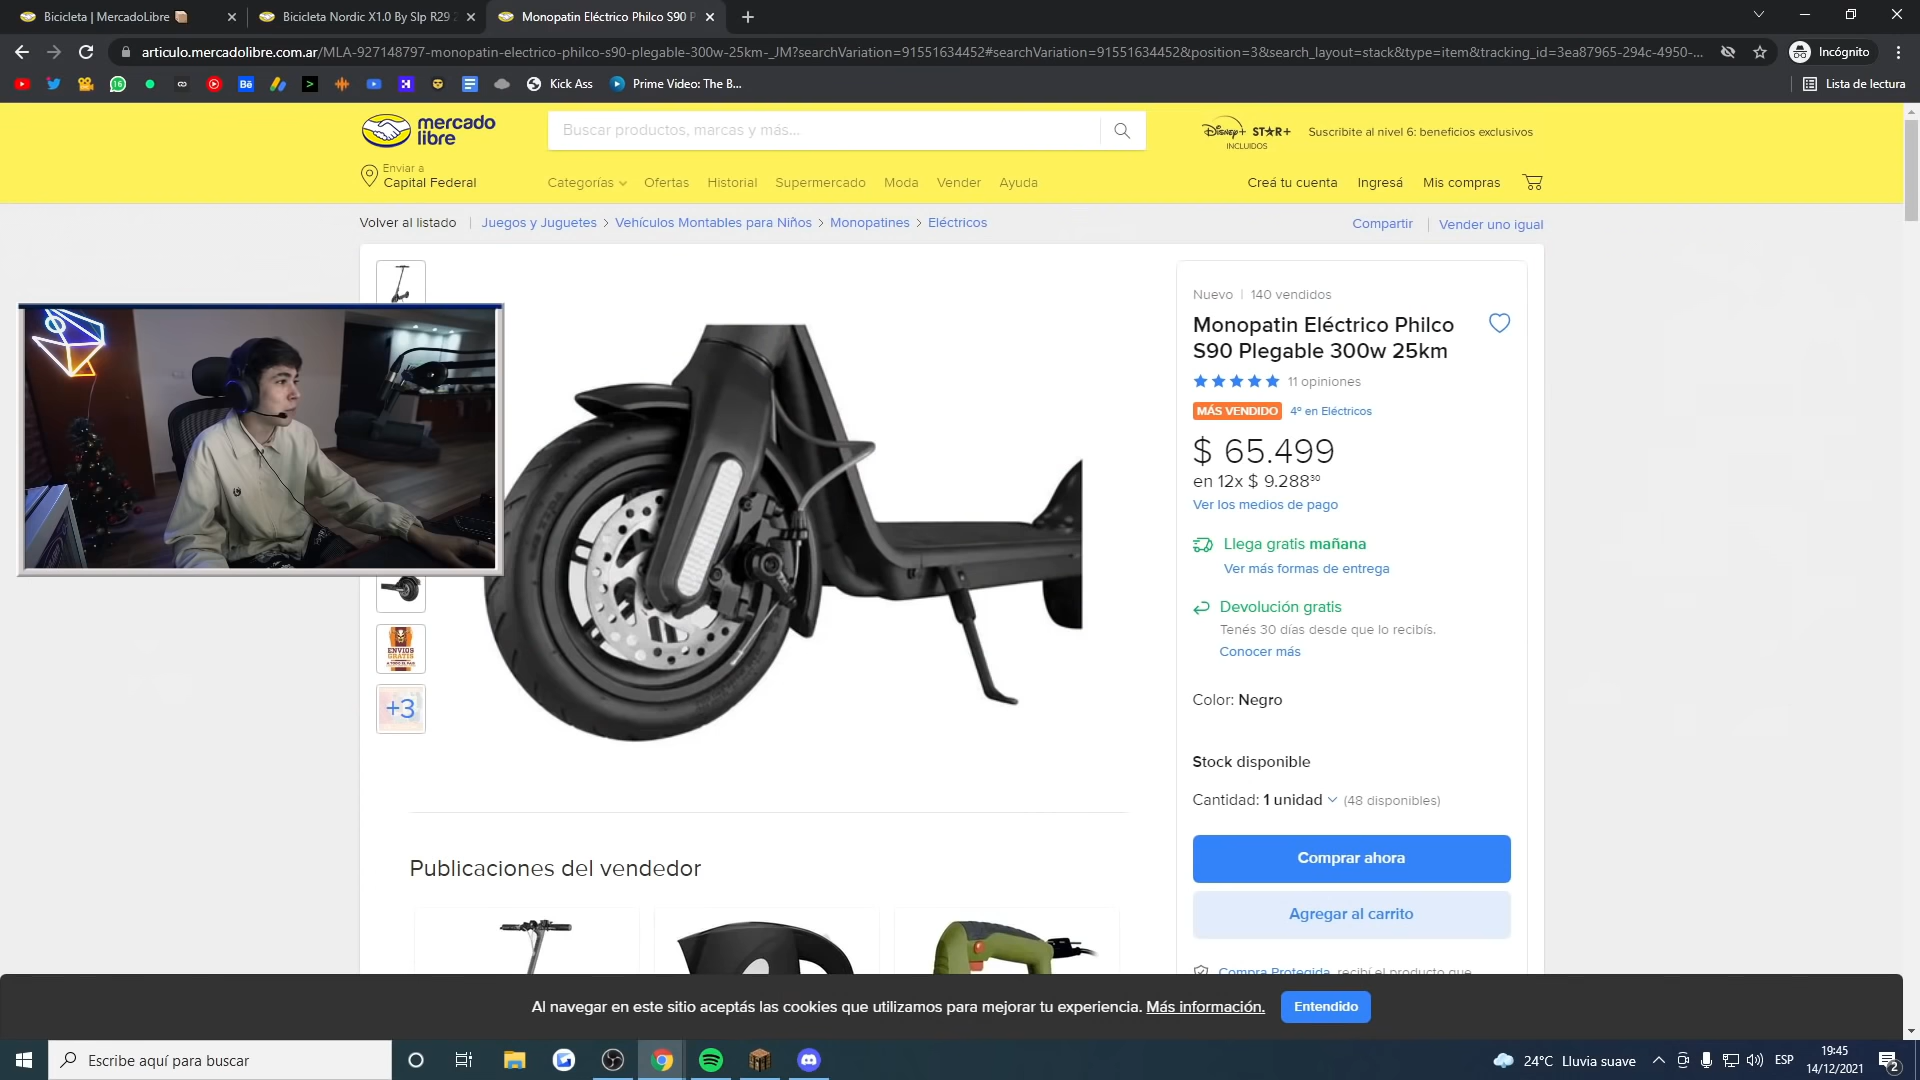 Bicicleta | MercadoLibre
Bicicleta Nordic X1.0 By Slp R29 2
Monopatin Eléctrico Philco S90 P
articulo.mercadolibre.com.ar/MLA-927148797-monopatin-electrico-philco-s90-plegable-300w-25km-_JM?searchVariation=91551634452#searchVariation=91551634452&position=3&search_layout=stack&type=item&tracking_id=3ea87965-294c-4950-...
Incógnito
16
Bē
Kick Ass
Prime Video: The B...
Lista de lectura
mercado
libre
Buscar productos, marcas y más...
Disney+ STAR+
INCLUIDOS
Suscribite al nivel 6: beneficios exclusivos
Enviar a
Capital Federal
Categorías
Ofertas
Historial
Supermercado
Moda
Vender
Ayuda
Creá tu cuenta
Ingresá
Mis compras
Volver al listado
Juegos y Juguetes > Vehículos Montables para Niños > Monopatines > Eléctricos
Compartir
Vender uno igual
Nuevo | 140 vendidos
Monopatin Eléctrico Philco
S90 Plegable 300w 25km
11 opiniones
MÁS VENDIDO 4º en Eléctricos
$ 65.499
en 12x $ 9.288³⁰
Ver los medios de pago
Llega gratis mañana
Ver más formas de entrega
Devolución gratis
Tenés 30 días desde que lo recibís.
Conocer más
Color: Negro
Stock disponible
Cantidad: 1 unidad (48 disponibles)
Comprar ahora
Agregar al carrito
Compra Protegida, recibí el producto que
ENVIOS
GRATIS
A TODO EL PAIS
+3
Publicaciones del vendedor
Al navegar en este sitio aceptás las cookies que utilizamos para mejorar tu experiencia. Más información.
Entendido
Escribe aquí para buscar
24°C Lluvia suave
ESP
19:45
14/12/2021
2